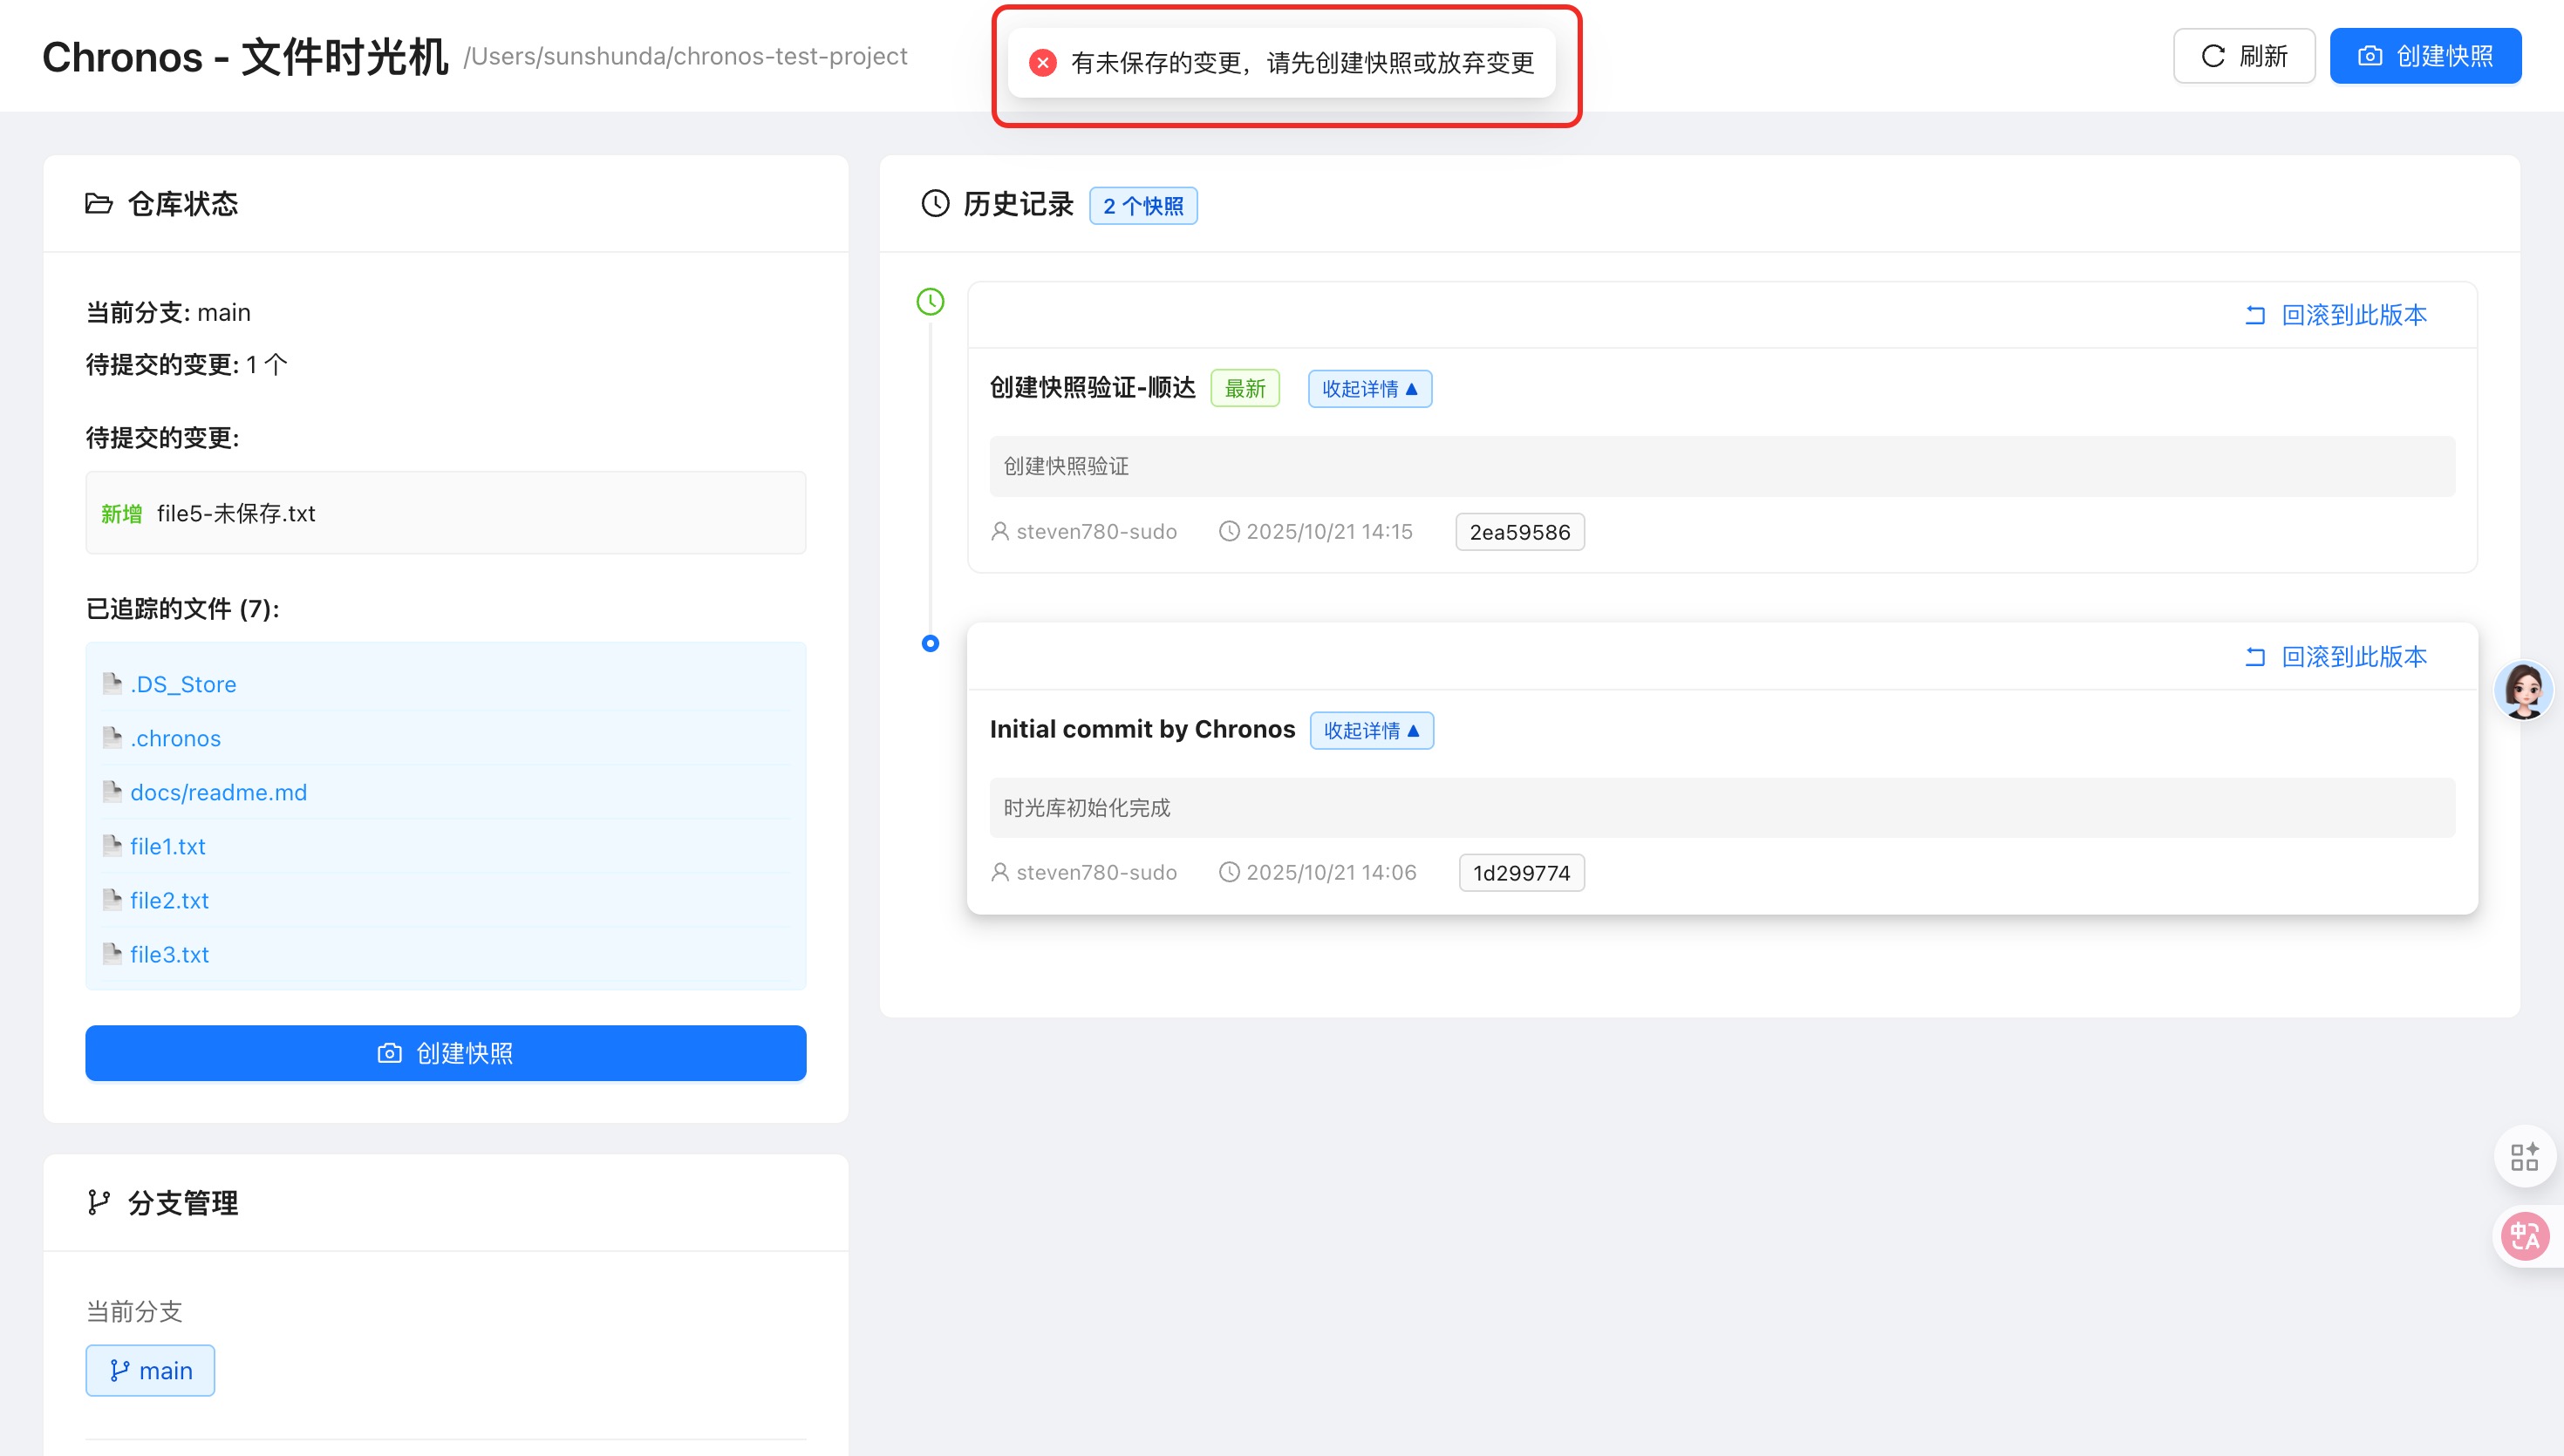 Chronos - 文件时光机 /Users/sunshunda/chronos-test-project
有未保存的变更，请先创建快照或放弃变更
刷新
创建快照
仓库状态
当前分支: main
待提交的变更: 1 个
待提交的变更:
新增 file5-未保存.txt
已追踪的文件 (7):
.DS_Store
.chronos
docs/readme.md
file1.txt
file2.txt
file3.txt
创建快照
分支管理
当前分支
main
历史记录 2 个快照
回滚到此版本
创建快照验证-顺达 最新 收起详情 ▲
创建快照验证
steven780-sudo 2025/10/21 14:15 2ea59586
回滚到此版本
Initial commit by Chronos 收起详情 ▲
时光库初始化完成
steven780-sudo 2025/10/21 14:06 1d299774
中A